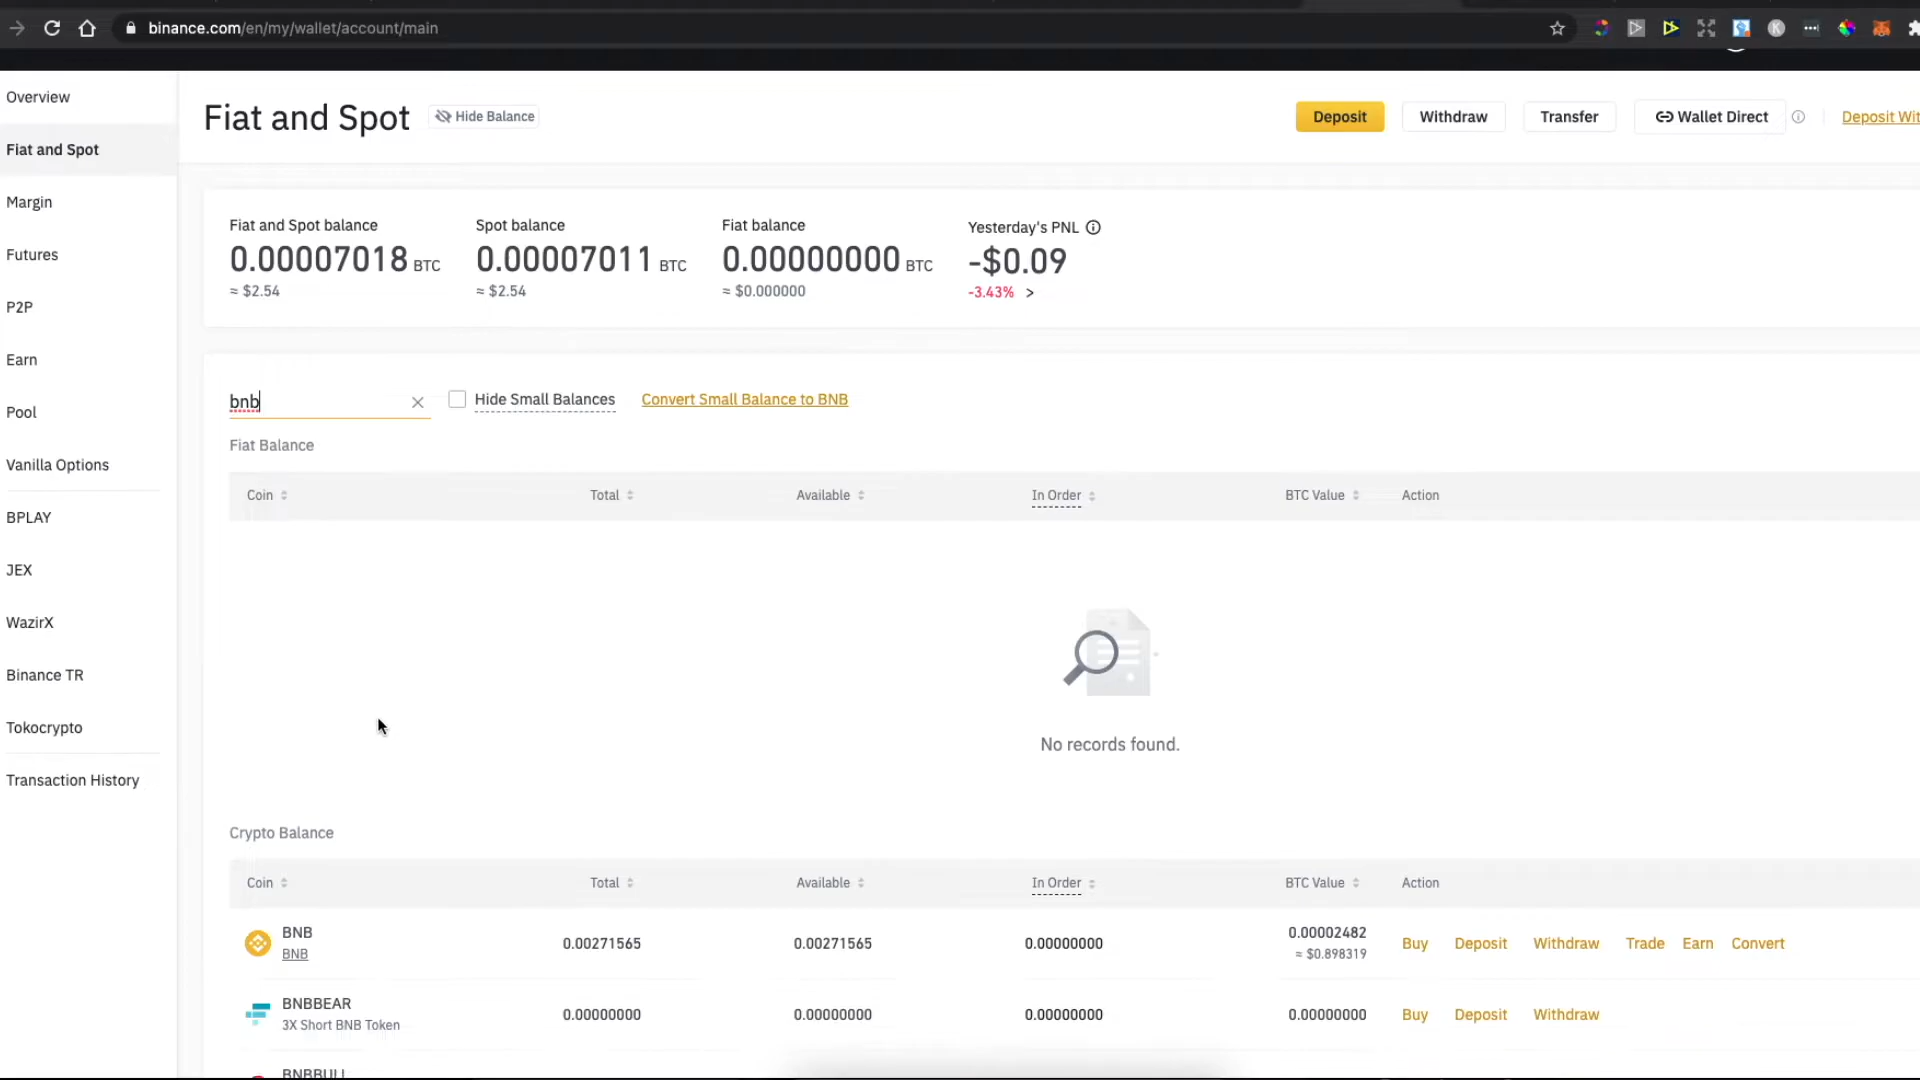 binance.com/en/my/wallet/account/main
Overview
Fiat and Spot
Margin
Futures
P2P
Earn
Pool
Vanilla Options
BPLAY
JEX
WazirX
Binance TR
Tokocrypto
Transaction History
Fiat and Spot Hide Balance Deposit Withdraw Transfer Wallet Direct Deposit Wit
Fiat and Spot balance Spot balance Fiat balance Yesterday's PNL
0.00007018 BTC 0.00007011 BTC 0.00000000 BTC -$0.09
≈ $2.54 ≈ $2.54 ≈ $0.000000 -3.43% >
bnb Hide Small Balances Convert Small Balance to BNB
Fiat Balance
Coin Total Available In Order BTC Value Action
No records found.
Crypto Balance
Coin Total Available In Order BTC Value Action
BNB 0.00271565 0.00271565 0.00000000 0.00002482 Buy Deposit Withdraw Trade Earn Convert
BNB ≈ $0.898319
BNBBEAR 0.00000000 0.00000000 0.00000000 0.00000000 Buy Deposit Withdraw
3X Short BNB Token
BNBBULL